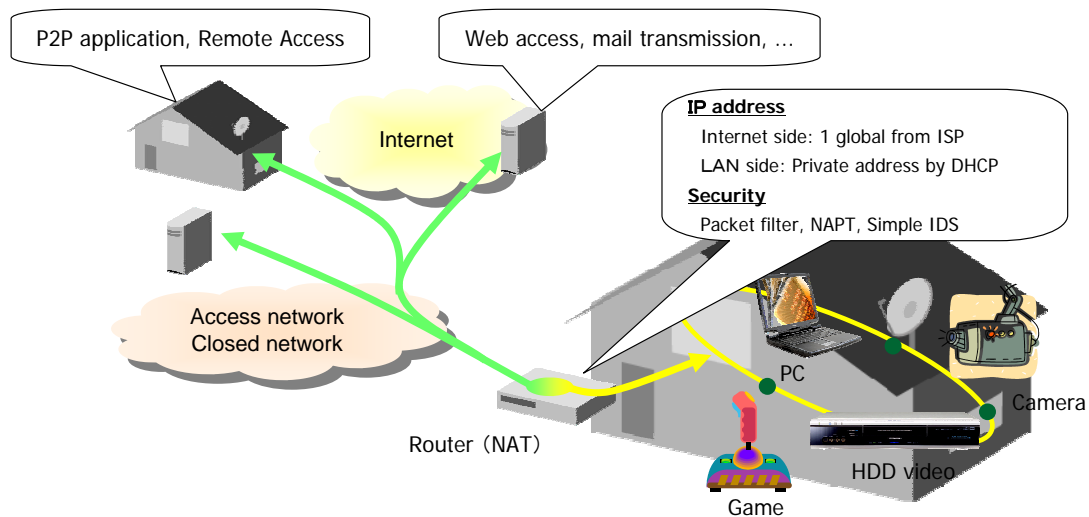 P2P application, Remote Access
Web access, mail transmission, …
IP address
Internet side: 1 global from ISP
LAN side: Private address by DHCP
Security
Packet filter, NAPT, Simple IDS
Internet
Access network
Closed network
Router (NAT)
PC
Camera
HDD video
Game